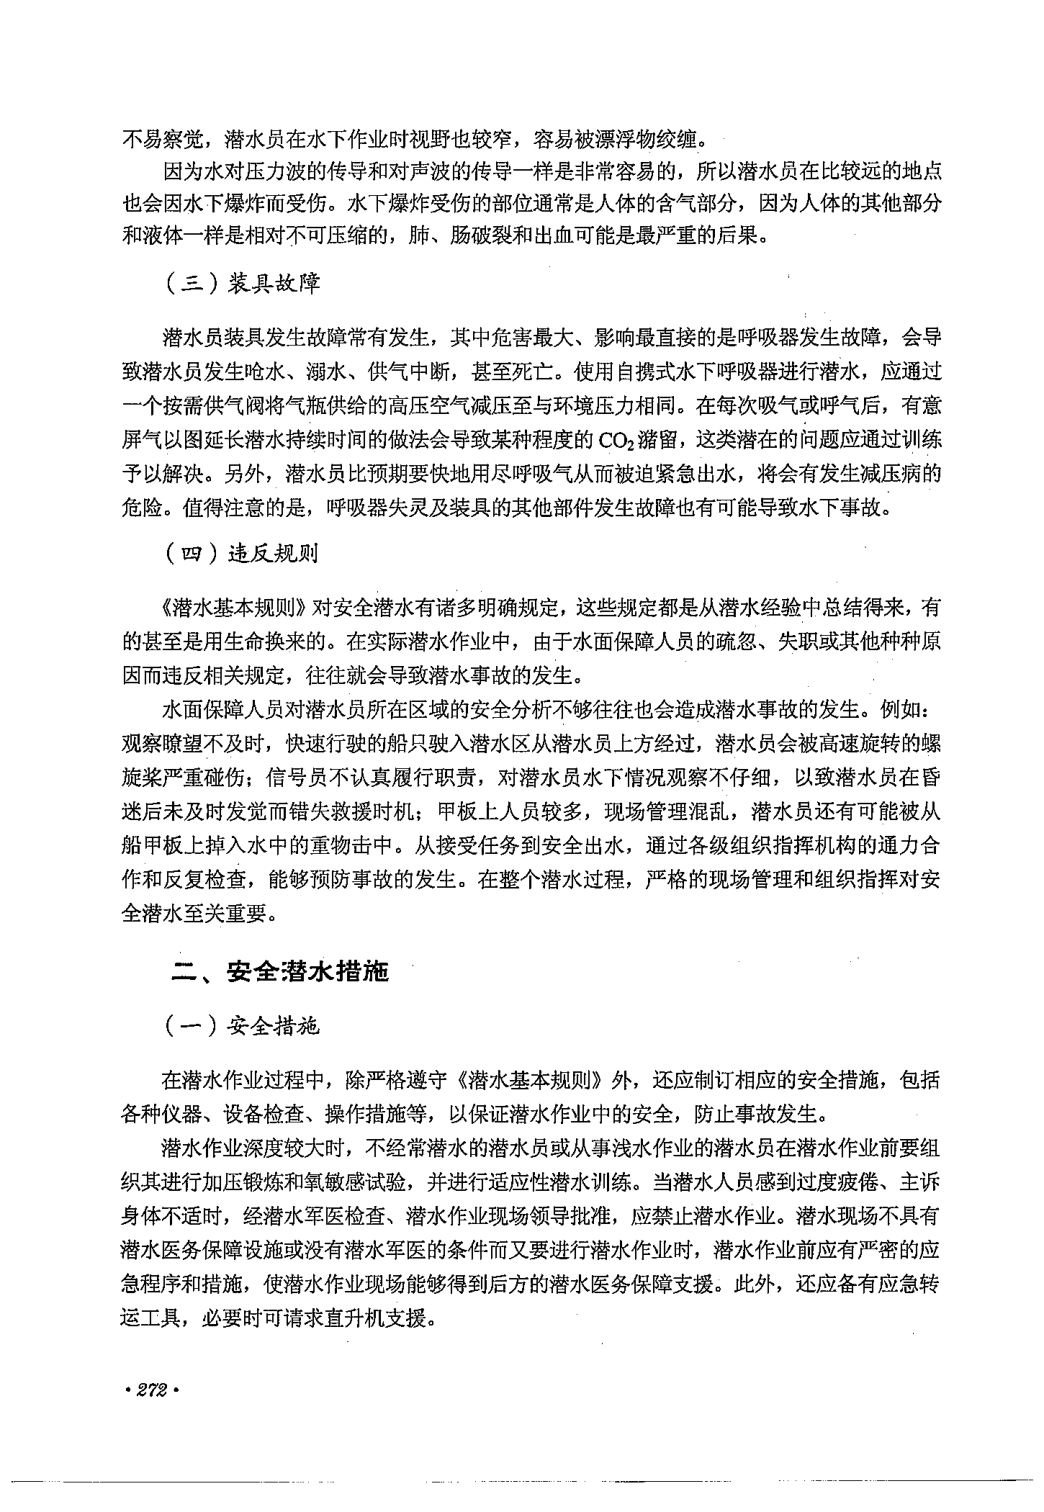 不易察觉，潜水员在水下作业时视野也较窄，容易被漂浮物绞缠。
因为水对压力波的传导和对声波的传导一样是非常容易的，所以潜水员在比较远的地点
也会因水下爆炸而受伤。水下爆炸受伤的部位通常是人体的含气部分，因为人体的其他部分
和液体一样是相对不可压缩的，肺、肠破裂和出血可能是最严重的后果。
（三）装具故障
潜水员装具发生故障常有发生，其中危害最大、影响最直接的是呼吸器发生故障，会导
致潜水员发生呛水、溺水、供气中断，甚至死亡。使用自携式水下呼吸器进行潜水，应通过
一个按需供气阀将气瓶供给的高压空气减压至与环境压力相同。在每次吸气或呼气后，有意
屏气以图延长潜水持续时间的做法会导致某种程度的 CO₂ 潴留，这类潜在的问题应通过训练
予以解决。另外，潜水员比预期要快地用尽呼吸气从而被迫紧急出水，将会有发生减压病的
危险。值得注意的是，呼吸器失灵及装具的其他部件发生故障也有可能导致水下事故。
（四）违反规则
《潜水基本规则》对安全潜水有诸多明确规定，这些规定都是从潜水经验中总结得来，有
的甚至是用生命换来的。在实际潜水作业中，由于水面保障人员的疏忽、失职或其他种种原
因而违反相关规定，往往就会导致潜水事故的发生。
水面保障人员对潜水员所在区域的安全分析不够往往也会造成潜水事故的发生。例如：
观察瞭望不及时，快速行驶的船只驶入潜水区从潜水员上方经过，潜水员会被高速旋转的螺
旋桨严重碰伤；信号员不认真履行职责，对潜水员水下情况观察不仔细，以致潜水员在昏
迷后未及时发觉而错失救援时机；甲板上人员较多，现场管理混乱，潜水员还有可能被从
船甲板上掉入水中的重物击中。从接受任务到安全出水，通过各级组织指挥机构的通力合
作和反复检查，能够预防事故的发生。在整个潜水过程，严格的现场管理和组织指挥对安
全潜水至关重要。
二、安全潜水措施
（一）安全措施
在潜水作业过程中，除严格遵守《潜水基本规则》外，还应制订相应的安全措施，包括
各种仪器、设备检查、操作措施等，以保证潜水作业中的安全，防止事故发生。
潜水作业深度较大时，不经常潜水的潜水员或从事浅水作业的潜水员在潜水作业前要组
织其进行加压锻炼和氧敏感试验，并进行适应性潜水训练。当潜水人员感到过度疲倦、主诉
身体不适时，经潜水军医检查、潜水作业现场领导批准，应禁止潜水作业。潜水现场不具有
潜水医务保障设施或没有潜水军医的条件而又要进行潜水作业时，潜水作业前应有严密的应
急程序和措施，使潜水作业现场能够得到后方的潜水医务保障支援。此外，还应备有应急转
运工具，必要时可请求直升机支援。
·272·